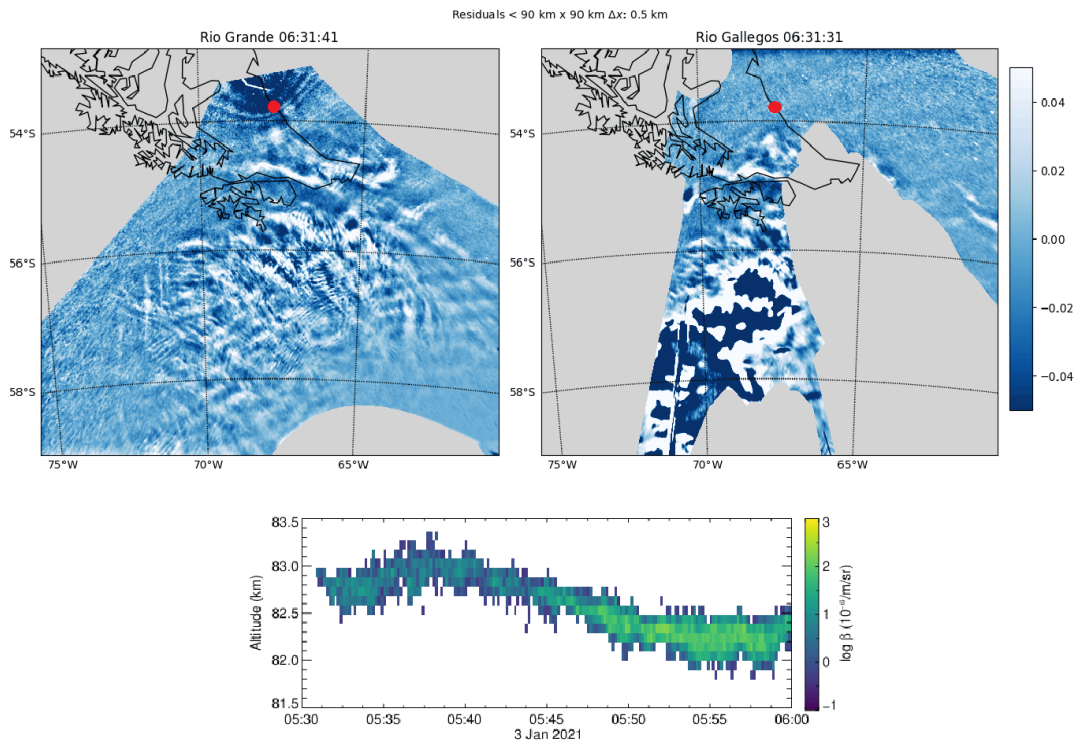 Residuals < 90 km x 90 km Δx: 0.5 km
Rio Grande 06:31:41
Rio Gallegos 06:31:31
54°S
56°S
58°S
75°W
70°W
65°W
54°S
56°S
58°S
75°W
70°W
65°W
0.04
0.02
0.00
−0.02
−0.04
83.5
83.0
82.5
82.0
81.5
Altitude (km)
05:30
05:35
05:40
05:45
05:50
05:55
06:00
3 Jan 2021
3
2
1
0
−1
log β (10⁻¹⁰/m/sr)